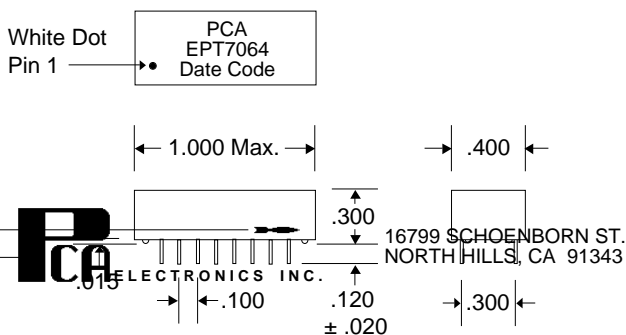 White Dot
Pin 1
PCA
EPT7064
Date Code
1.000 Max.
.400
.300
16799 SCHOENBORN ST.
NORTH HILLS, CA 91343
PCA
ELECTRONICS INC.
.015
.100
.120
± .020
.300